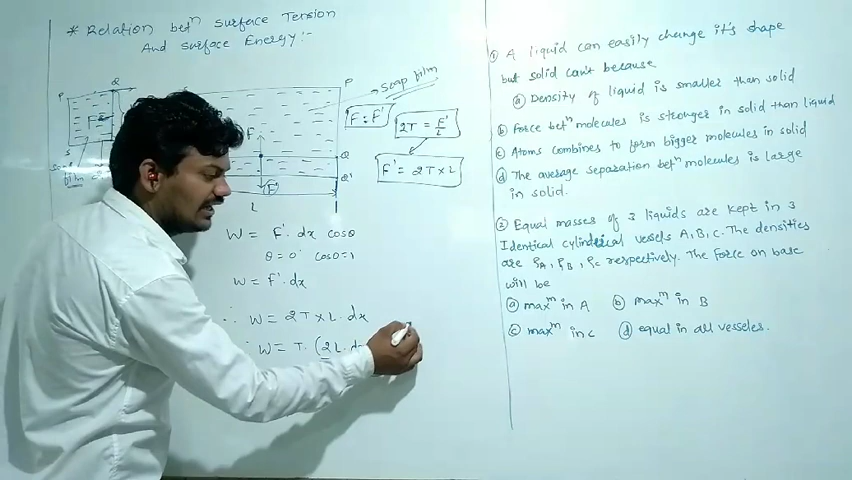 * Relation betn Surface Tension
And surface Energy:-
P
Q
S
F
P
soap film
F
Q
Q'
F'
L
F = F'
2T = F'/L
F' = 2T × L
W = F'. dx cosθ
θ = 0° cosθ=1
W = F'. dx
∴ W = 2T × L. dx
W = T. (2L. d
① A liquid can easily change it's shape
but solid can't because
ⓐ Density of liquid is smaller than solid
ⓑ Force betn molecules is stronger in solid than liquid
ⓒ Atoms combines to form bigger molecules in solid
ⓓ The average separation betn molecules is large
in solid.
② Equal masses of 3 liquids are kept in 3
Identical cylindrical vessels A, B, C. The densities
are ρA, ρB, ρC respectively. The force on base
will be
ⓐ maxm in A ⓑ maxm in B
ⓒ maxm in C ⓓ equal in all vesseles.